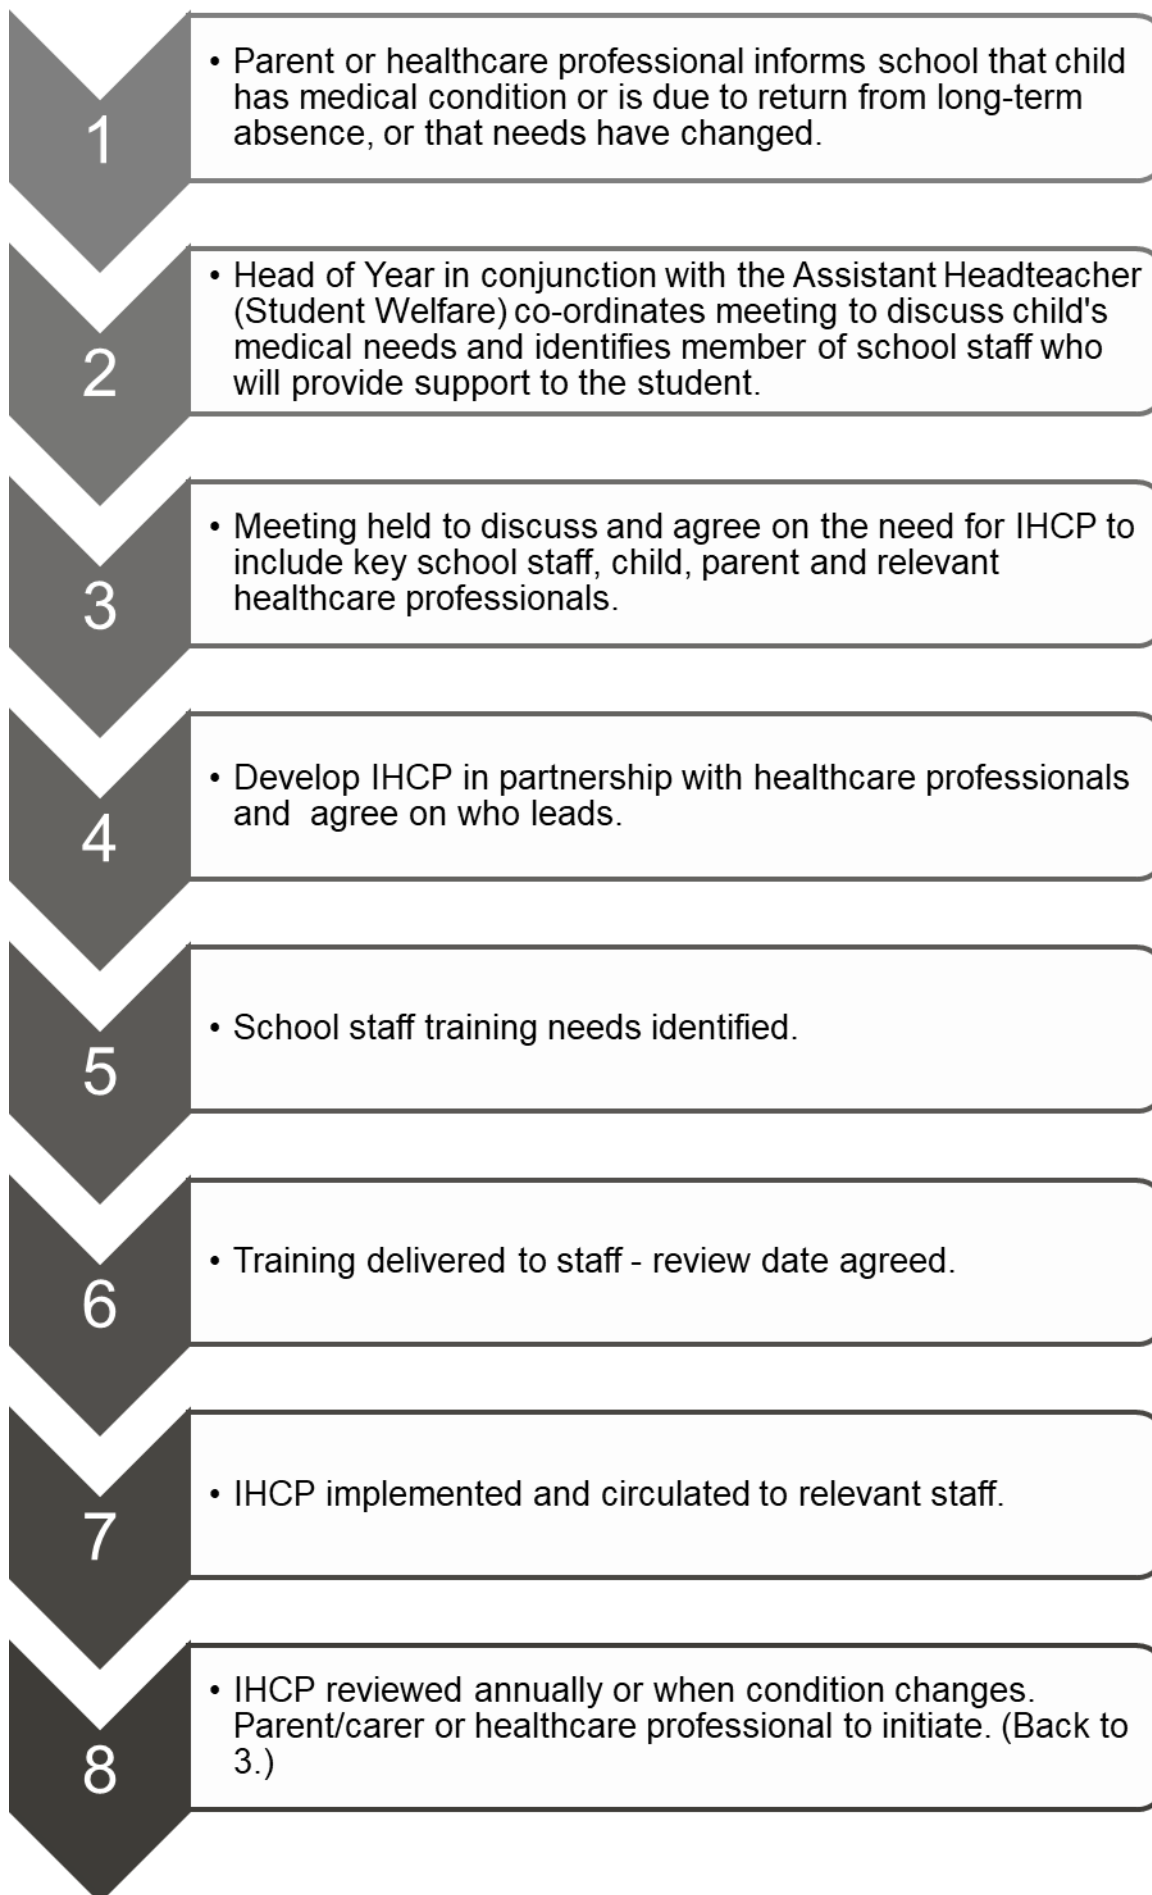 1
• Parent or healthcare professional informs school that child
has medical condition or is due to return from long-term
absence, or that needs have changed.
2
• Head of Year in conjunction with the Assistant Headteacher
(Student Welfare) co-ordinates meeting to discuss child's
medical needs and identifies member of school staff who
will provide support to the student.
3
• Meeting held to discuss and agree on the need for IHCP to
include key school staff, child, parent and relevant
healthcare professionals.
4
• Develop IHCP in partnership with healthcare professionals
and  agree on who leads.
5
• School staff training needs identified.
6
• Training delivered to staff - review date agreed.
7
• IHCP implemented and circulated to relevant staff.
8
• IHCP reviewed annually or when condition changes.
Parent/carer or healthcare professional to initiate. (Back to
3.)